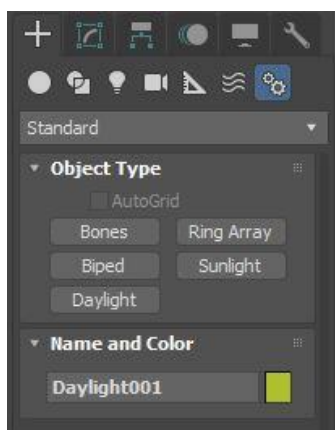 Standard
Object Type
AutoGrid
Bones Ring Array
Biped Sunlight
Daylight
Name and Color
Daylight001